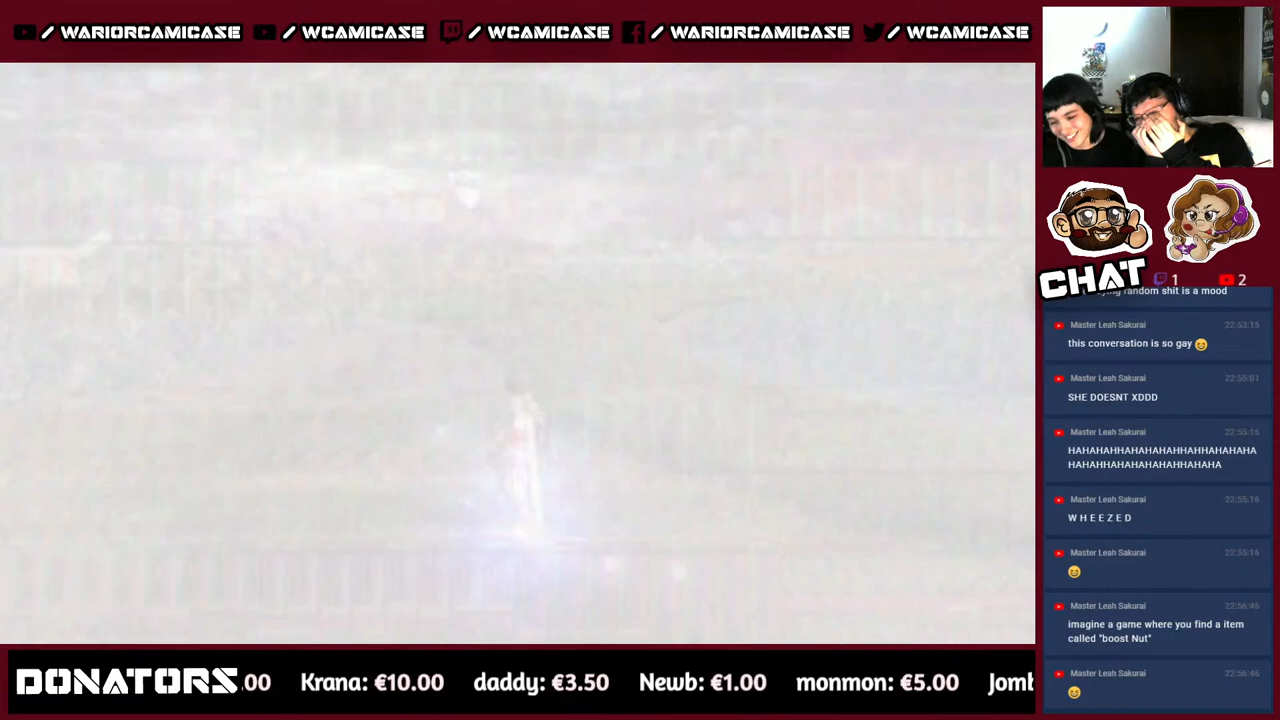 / WARIORCAMICASE / WCAMICASE / WCAMICASE / WARIORCAMICASE / WCAMICASE
CHAT 1 2
random shit is a mood
Master Leah Sakurai 22:53:15
this conversation is so gay
Master Leah Sakurai 22:55:01
SHE DOESNT XDDD
Master Leah Sakurai 22:55:16
HAHAHAHHAHAHAHAHHAHHAHAHAHA
HAHAHHAHAHAHAHAHHAHAHA
Master Leah Sakurai 22:55:16
W H E E Z E D
Master Leah Sakurai 22:55:16
Master Leah Sakurai 22:56:46
imagine a game where you find a item
called "boost Nut"
Master Leah Sakurai 22:56:46
DONATORS .00 Krana: €10.00 daddy: €3.50 Newb: €1.00 monmon: €5.00 Jomb